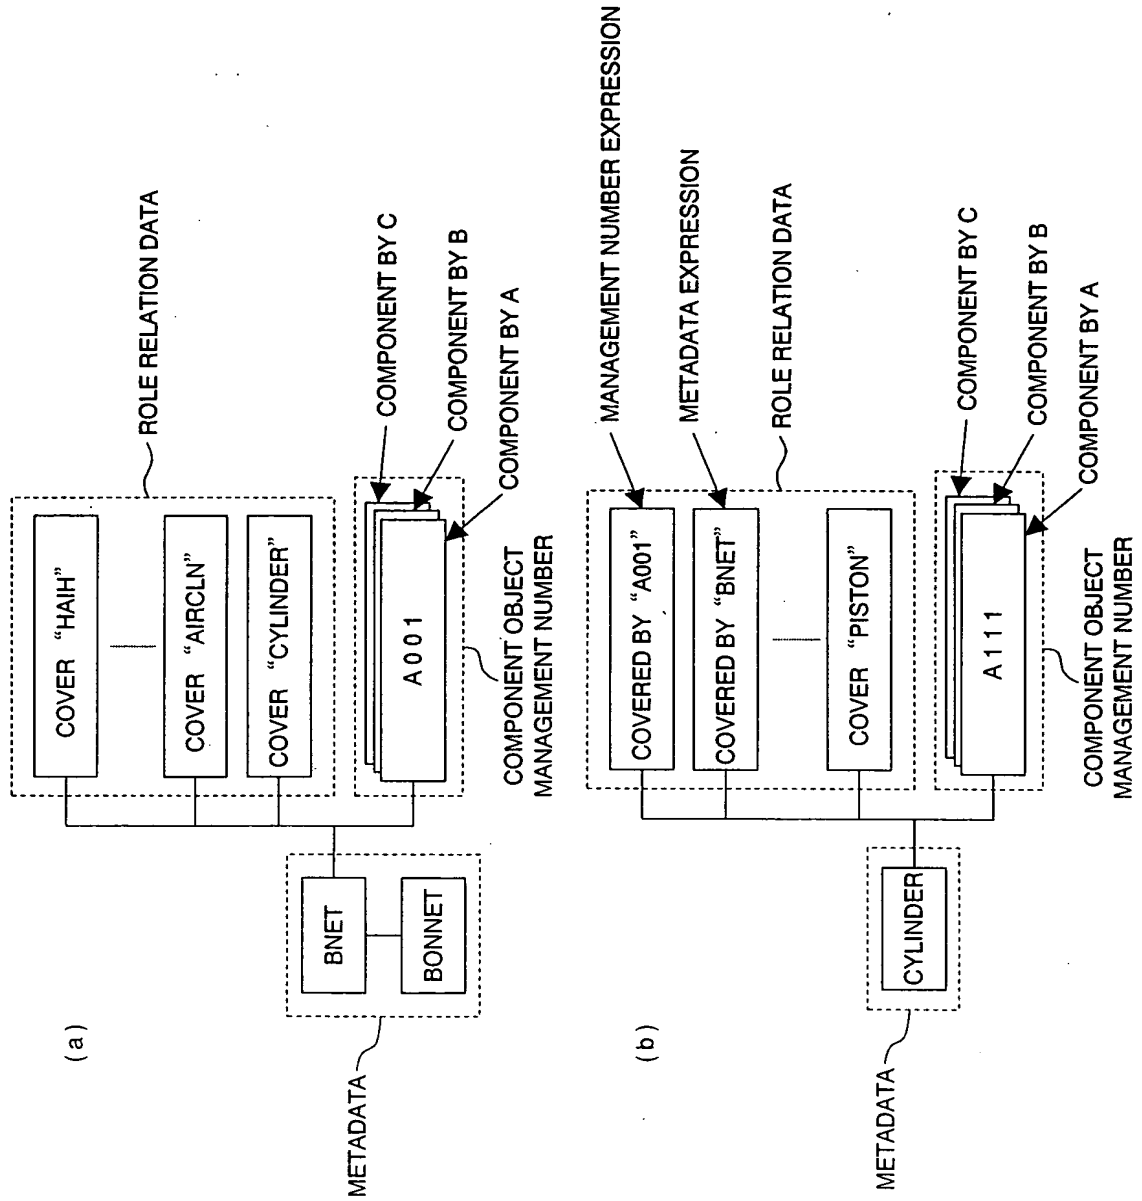 (a)
ROLE RELATION DATA
COVER "HAIH"
COVER "AIRCLN"
COVER "CYLINDER"
COMPONENT BY C
COMPONENT BY B
COMPONENT BY A
A001
COMPONENT OBJECT
MANAGEMENT NUMBER
BNET
BONNET
METADATA
(b)
MANAGEMENT NUMBER EXPRESSION
METADATA EXPRESSION
ROLE RELATION DATA
COVERED BY "A001"
COVERED BY "BNET"
COVER "PISTON"
COMPONENT BY C
COMPONENT BY B
COMPONENT BY A
A111
COMPONENT OBJECT
MANAGEMENT NUMBER
CYLINDER
METADATA